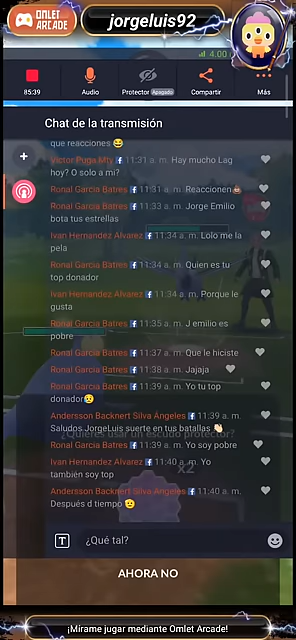 OMLET
ARCADE
jorgeluis92
4.00
85:39
Audio
Protector Apagado
Compartir
Más
Chat de la transmisión
que reacciones 😂
Victor Puga Mty 11:31 a. m. Hay mucho Lag
hoy? O solo a mi?
Ronal Garcia Batres 11:31 a. m. Reaccionen💩
Ronal Garcia Batres 11:33 a. m. Jorge Emilio
bota tus estrellas
Ivan Hernandez Alvarez 11:34 a. m. Lolo me la
pela
Ronal Garcia Batres 11:34 a. m. Quien es tu
top donador
Ivan Hernandez Alvarez 11:34 a. m. Porque le
gusta
Ronal Garcia Batres 11:35 a. m. J emilio es
pobre
Ronal Garcia Batres 11:37 a. m. Que le hiciste
Ronal Garcia Batres 11:38 a. m. Jajaja
Ronal Garcia Batres 11:39 a. m. Yo tu top
donador😥
Andersson Backnert Silva Angeles 11:39 a. m.
Saludos JorgeLuis suerte en tus batallas 👏🏻
¿Quieres usar un escudo protector?
Ronal Garcia Batres 11:39 a. m. Yo soy pobre
Ivan Hernandez Alvarez 11:40 a. m. Yo
también soy top
x2
Andersson Backnert Silva Angeles 11:40 a. m.
Después d tiempo 🫡
T ¿Qué tal?
AHORA NO
¡Mírame jugar mediante Omlet Arcade!